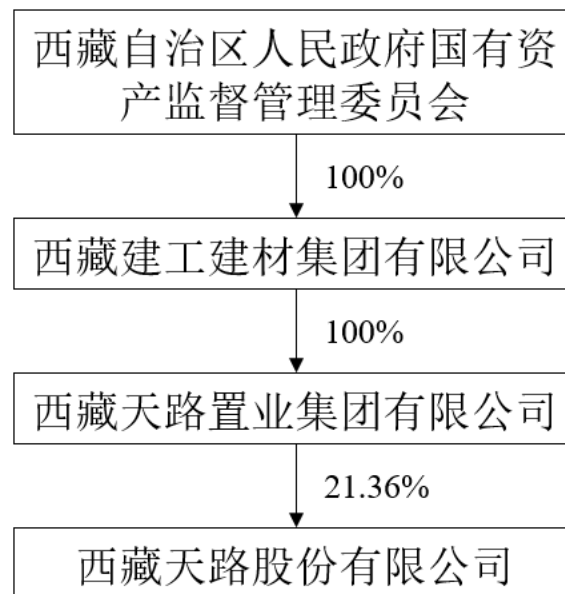 西藏自治区人民政府国有资
产监督管理委员会
100%
西藏建工建材集团有限公司
100%
西藏天路置业集团有限公司
21.36%
西藏天路股份有限公司